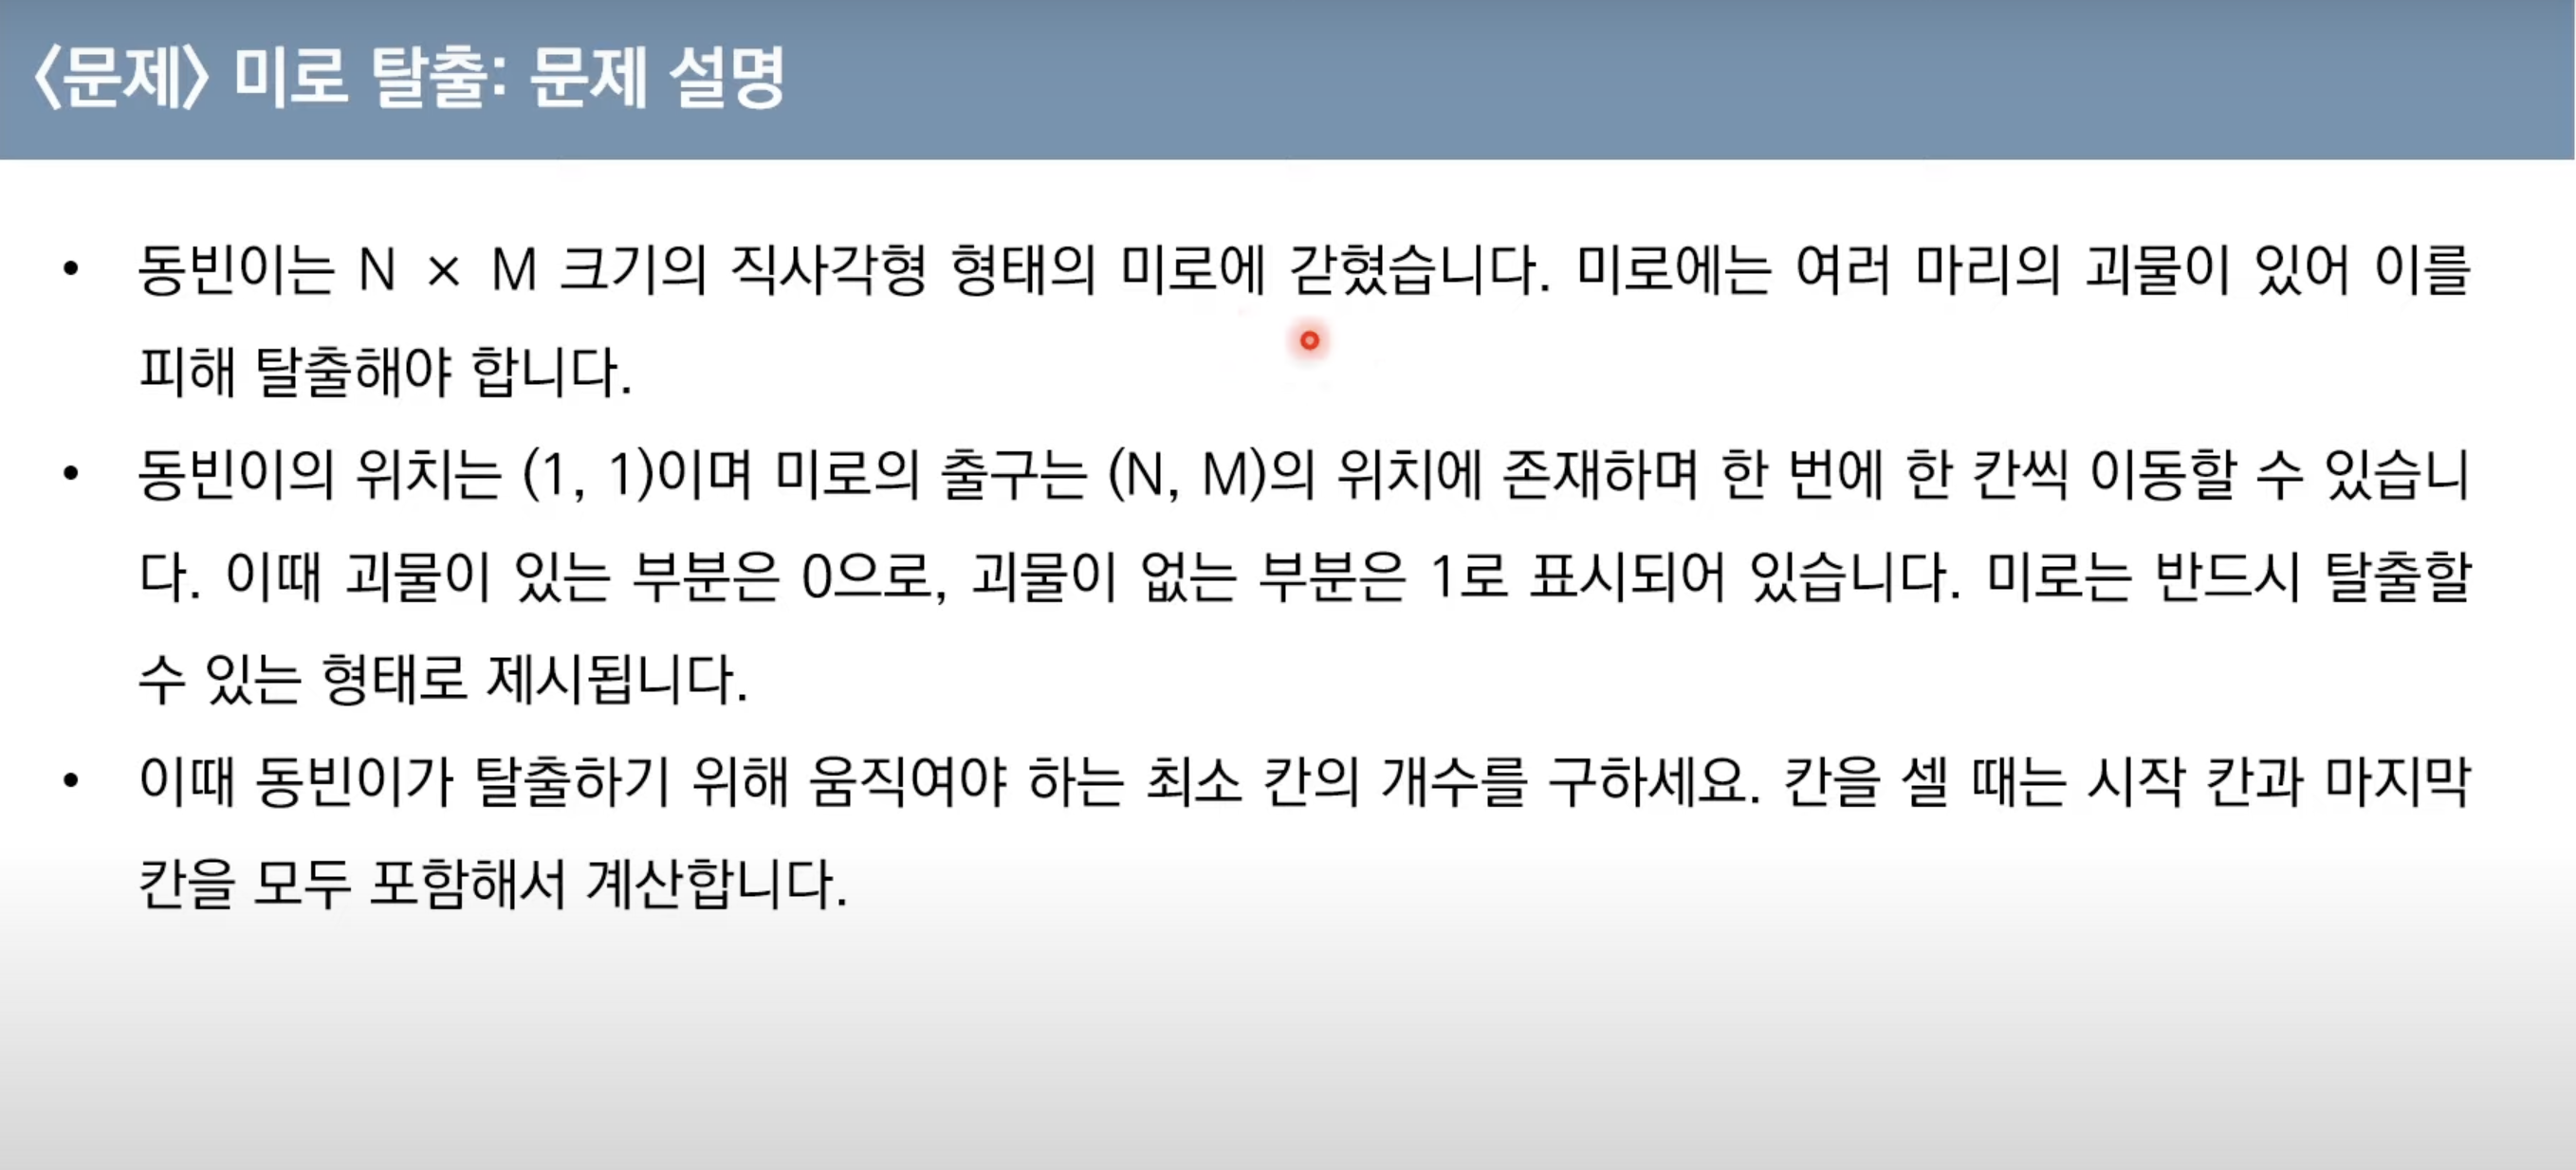 〈문제〉 미로 탈출: 문제 설명
• 동빈이는 N × M 크기의 직사각형 형태의 미로에 갇혔습니다. 미로에는 여러 마리의 괴물이 있어 이를
피해 탈출해야 합니다.
• 동빈이의 위치는 (1, 1)이며 미로의 출구는 (N, M)의 위치에 존재하며 한 번에 한 칸씩 이동할 수 있습니
다. 이때 괴물이 있는 부분은 0으로, 괴물이 없는 부분은 1로 표시되어 있습니다. 미로는 반드시 탈출할
수 있는 형태로 제시됩니다.
• 이때 동빈이가 탈출하기 위해 움직여야 하는 최소 칸의 개수를 구하세요. 칸을 셀 때는 시작 칸과 마지막
칸을 모두 포함해서 계산합니다.